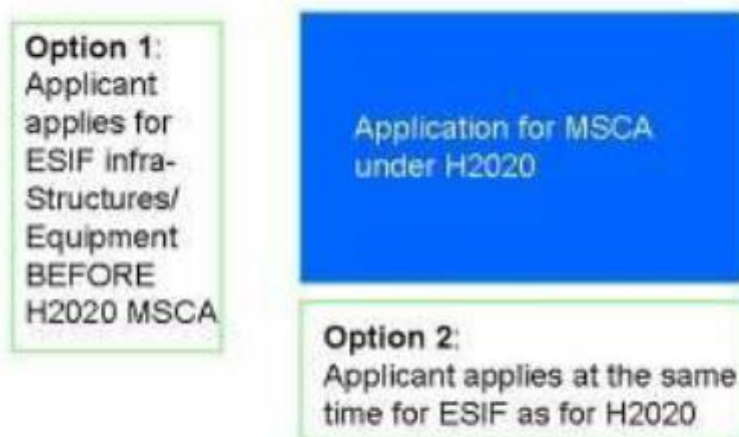 Option 1:
Applicant
applies for
ESIF infra-
Structures/
Equipment
BEFORE
H2020 MSCA
Application for MSCA
under H2020
Option 2:
Applicant applies at the same
time for ESIF as for H2020